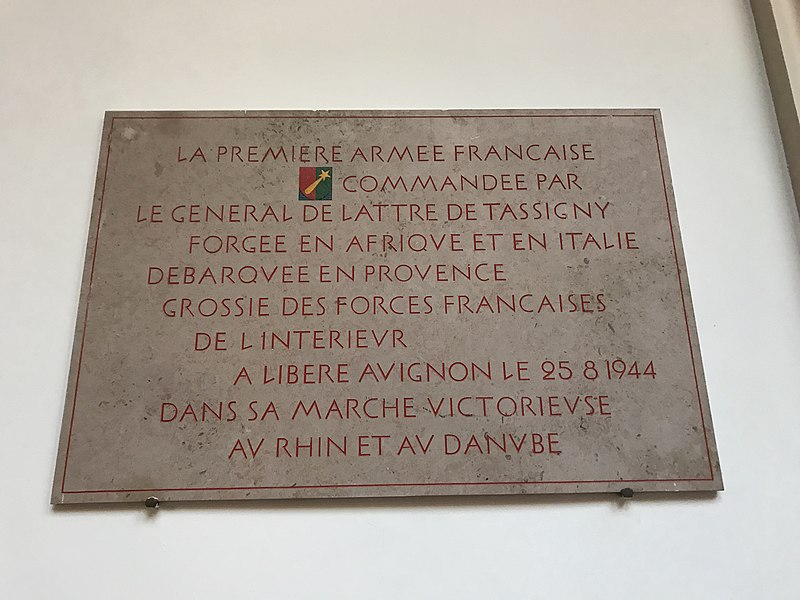 LA PREMIERE ARMEE FRANCAISE
COMMANDEE PAR
LE GENERAL DE LATTRE DE TASSIGNY
FORGEE EN AFRIQVE ET EN ITALIE
DEBARQVEE EN PROVENCE
GROSSIE DES FORCES FRANCAISES
DE L'INTERIEVR
A LIBERE AVIGNON LE 25 8 1944
DANS SA MARCHE VICTORIEVSE
AV RHIN ET AV DANVBE